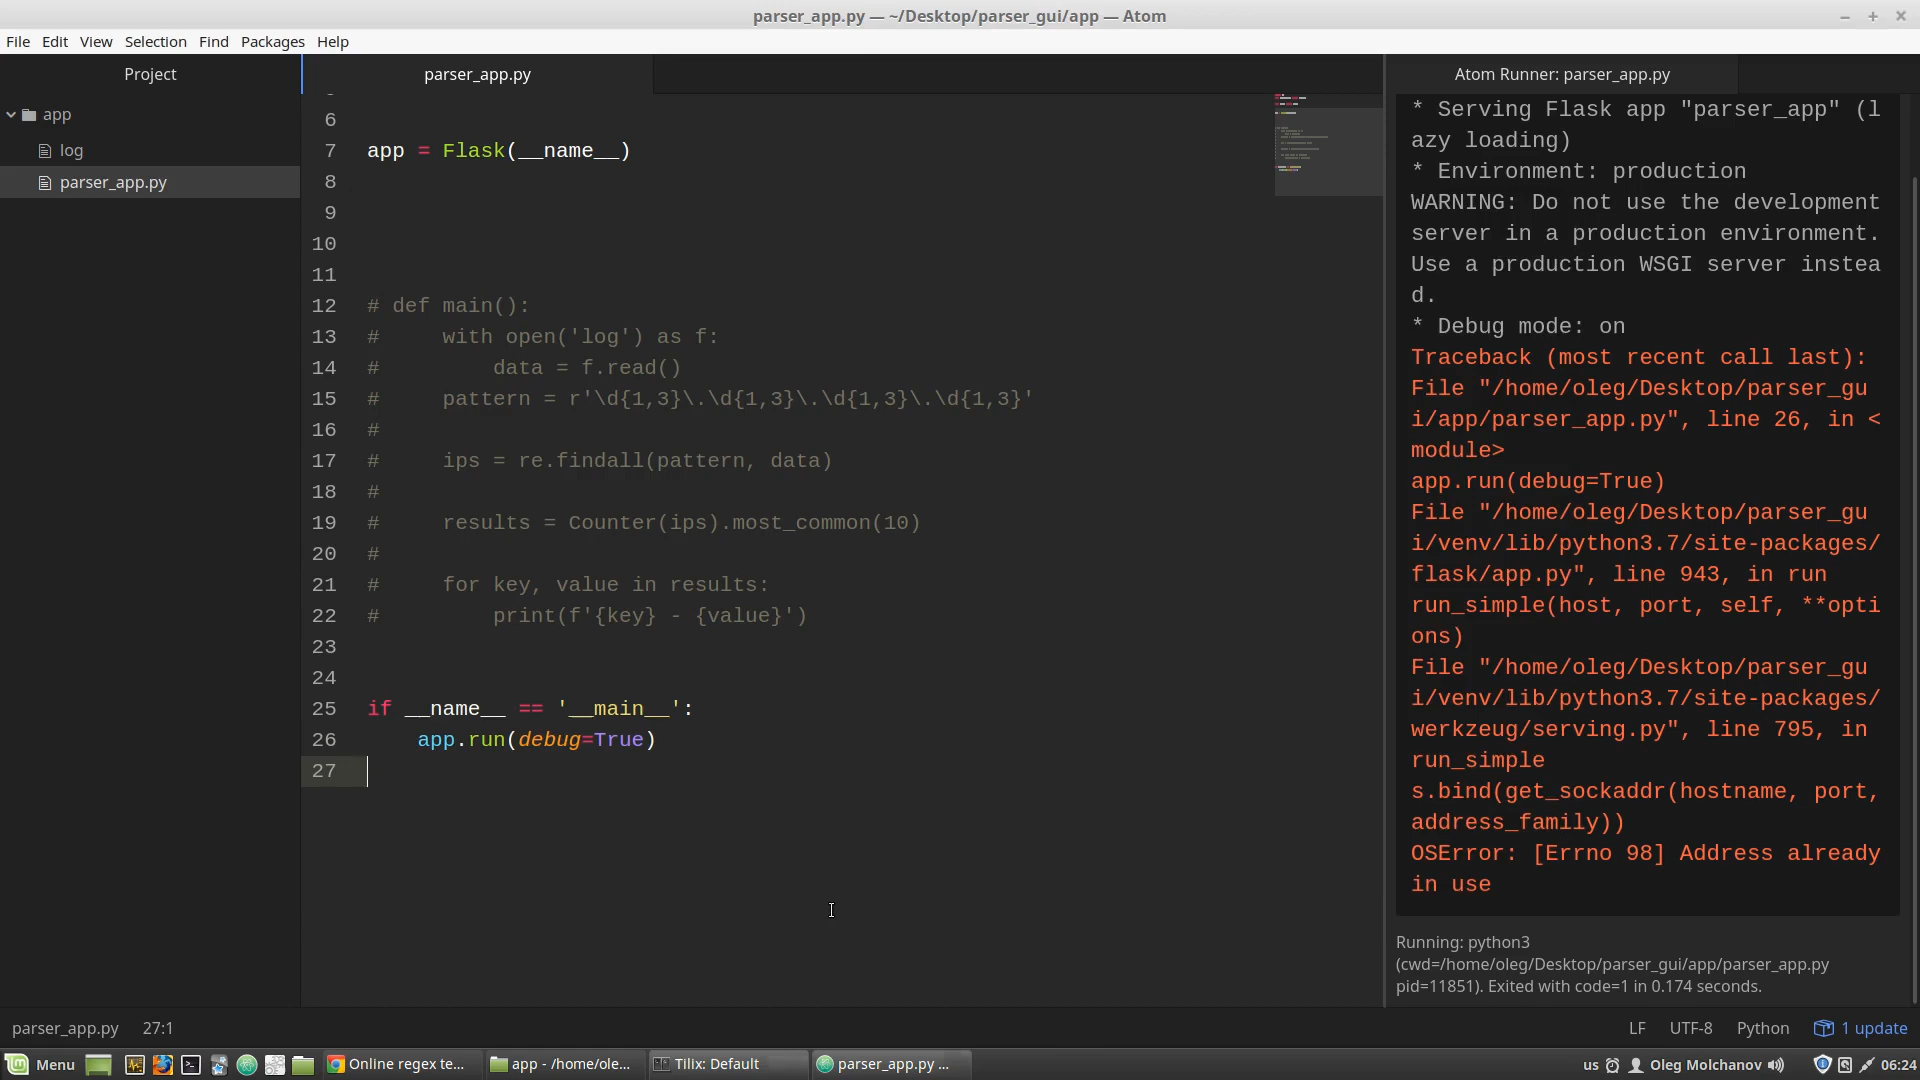 parser_app.py — ~/Desktop/parser_gui/app — Atom
File Edit View Selection Find Packages Help
Project
app
log
parser_app.py
parser_app.py
6
7 app = Flask(__name__)
8
9
10
11
12 # def main():
13 #     with open('log') as f:
14 #         data = f.read()
15 #     pattern = r'\d{1,3}\.\d{1,3}\.\d{1,3}\.\d{1,3}'
16 #
17 #     ips = re.findall(pattern, data)
18 #
19 #     results = Counter(ips).most_common(10)
20 #
21 #     for key, value in results:
22 #         print(f'{key} - {value}')
23
24
25 if __name__ == '__main__':
26     app.run(debug=True)
27
Atom Runner: parser_app.py
* Serving Flask app "parser_app" (l
azy loading)
* Environment: production
WARNING: Do not use the development
server in a production environment.
Use a production WSGI server instea
d.
* Debug mode: on
Traceback (most recent call last):
File "/home/oleg/Desktop/parser_gu
i/app/parser_app.py", line 26, in <
module>
app.run(debug=True)
File "/home/oleg/Desktop/parser_gu
i/venv/lib/python3.7/site-packages/
flask/app.py", line 943, in run
run_simple(host, port, self, **opti
ons)
File "/home/oleg/Desktop/parser_gu
i/venv/lib/python3.7/site-packages/
werkzeug/serving.py", line 795, in
run_simple
s.bind(get_sockaddr(hostname, port,
address_family))
OSError: [Errno 98] Address already
in use
Running: python3
(cwd=/home/oleg/Desktop/parser_gui/app/parser_app.py
pid=11851). Exited with code=1 in 0.174 seconds.
parser_app.py 27:1 LF UTF-8 Python 1 update
Menu Online regex te... app - /home/ole... Tilix: Default parser_app.py ... us Oleg Molchanov 06:24